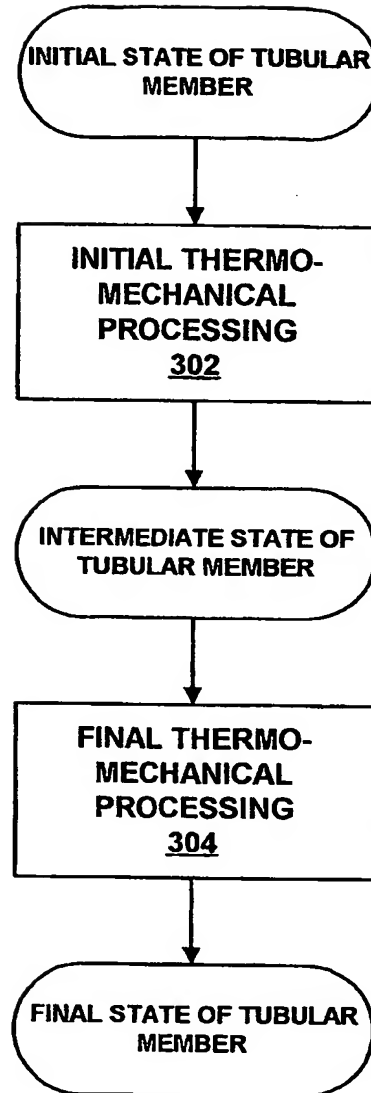 INITIAL STATE OF TUBULAR
MEMBER
INITIAL THERMO-
MECHANICAL
PROCESSING
302
INTERMEDIATE STATE OF
TUBULAR MEMBER
FINAL THERMO-
MECHANICAL
PROCESSING
304
FINAL STATE OF TUBULAR
MEMBER